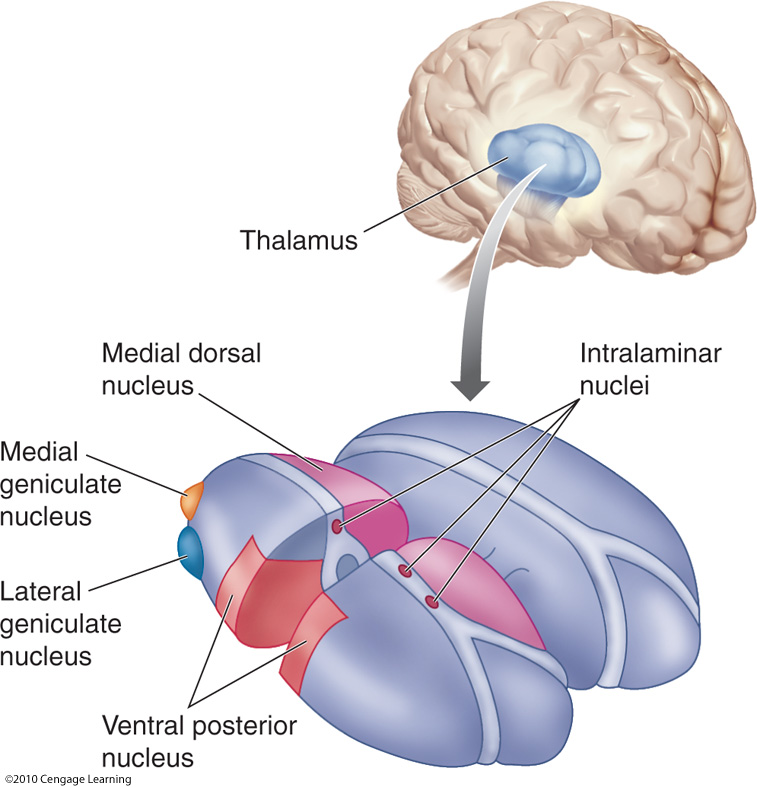 Thalamus
Medial dorsal
nucleus
Intralaminar
nuclei
Medial
geniculate
nucleus
Lateral
geniculate
nucleus
Ventral posterior
nucleus
©2010 Cengage Learning